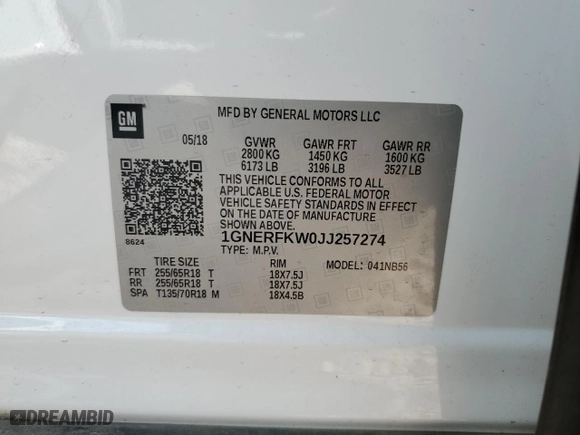 GM
MFD BY GENERAL MOTORS LLC
05/18
GVWR GAWR FRT GAWR RR
2800 KG 1450 KG 1600 KG
6173 LB 3196 LB 3527 LB
THIS VEHICLE CONFORMS TO ALL
APPLICABLE U.S. FEDERAL MOTOR
VEHICLE SAFETY STANDARDS IN EFFECT
ON THE DATE OF MANUFACTURE
SHOWN ABOVE.
8624
1GNERFKW0JJ257274
TYPE: M.P.V.
TIRE SIZE RIM MODEL: 041NB56
FRT 255/65R18 T 18X7.5J
RR 255/65R18 T 18X7.5J
SPA T135/70R18 M 18X4.5B
DREAMBID